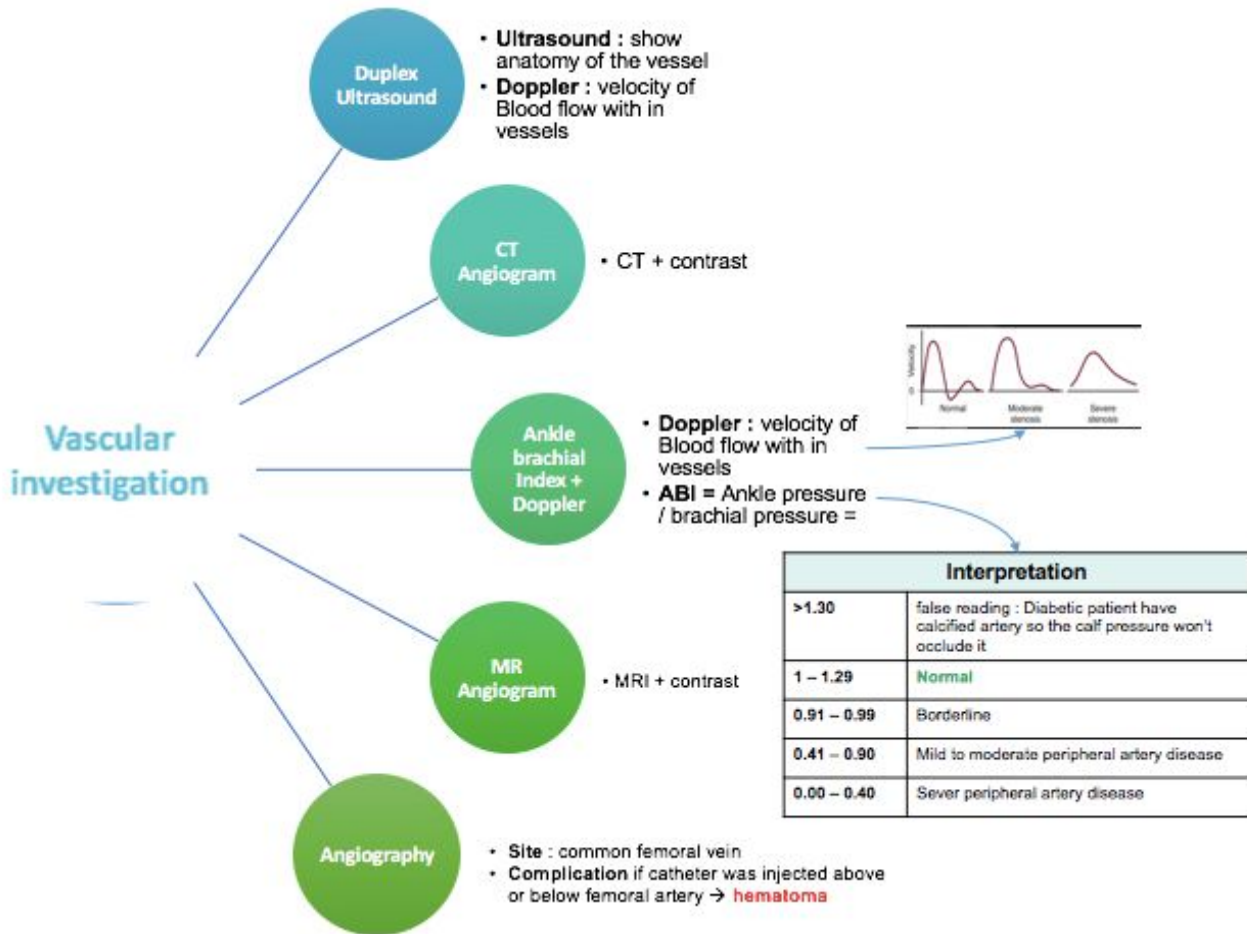 Vascular
investigation
Duplex
Ultrasound
• Ultrasound : show
anatomy of the vessel
• Doppler : velocity of
Blood flow with in
vessels
CT
Angiogram
• CT + contrast
Ankle
brachial
Index +
Doppler
• Doppler : velocity of
Blood flow with in
vessels
• ABI = Ankle pressure
/ brachial pressure =
Velocity
0
Normal
Moderate
stenosis
Severe
stenosis
Interpretation
>1.30 false reading : Diabetic patient have
calcified artery so the calf pressure won't
occlude it
1 – 1.29 Normal
0.91 – 0.99 Borderline
0.41 – 0.90 Mild to moderate peripheral artery disease
0.00 – 0.40 Sever peripheral artery disease
MR
Angiogram
• MRI + contrast
Angiography
• Site : common femoral vein
• Complication if catheter was injected above
or below femoral artery → hematoma